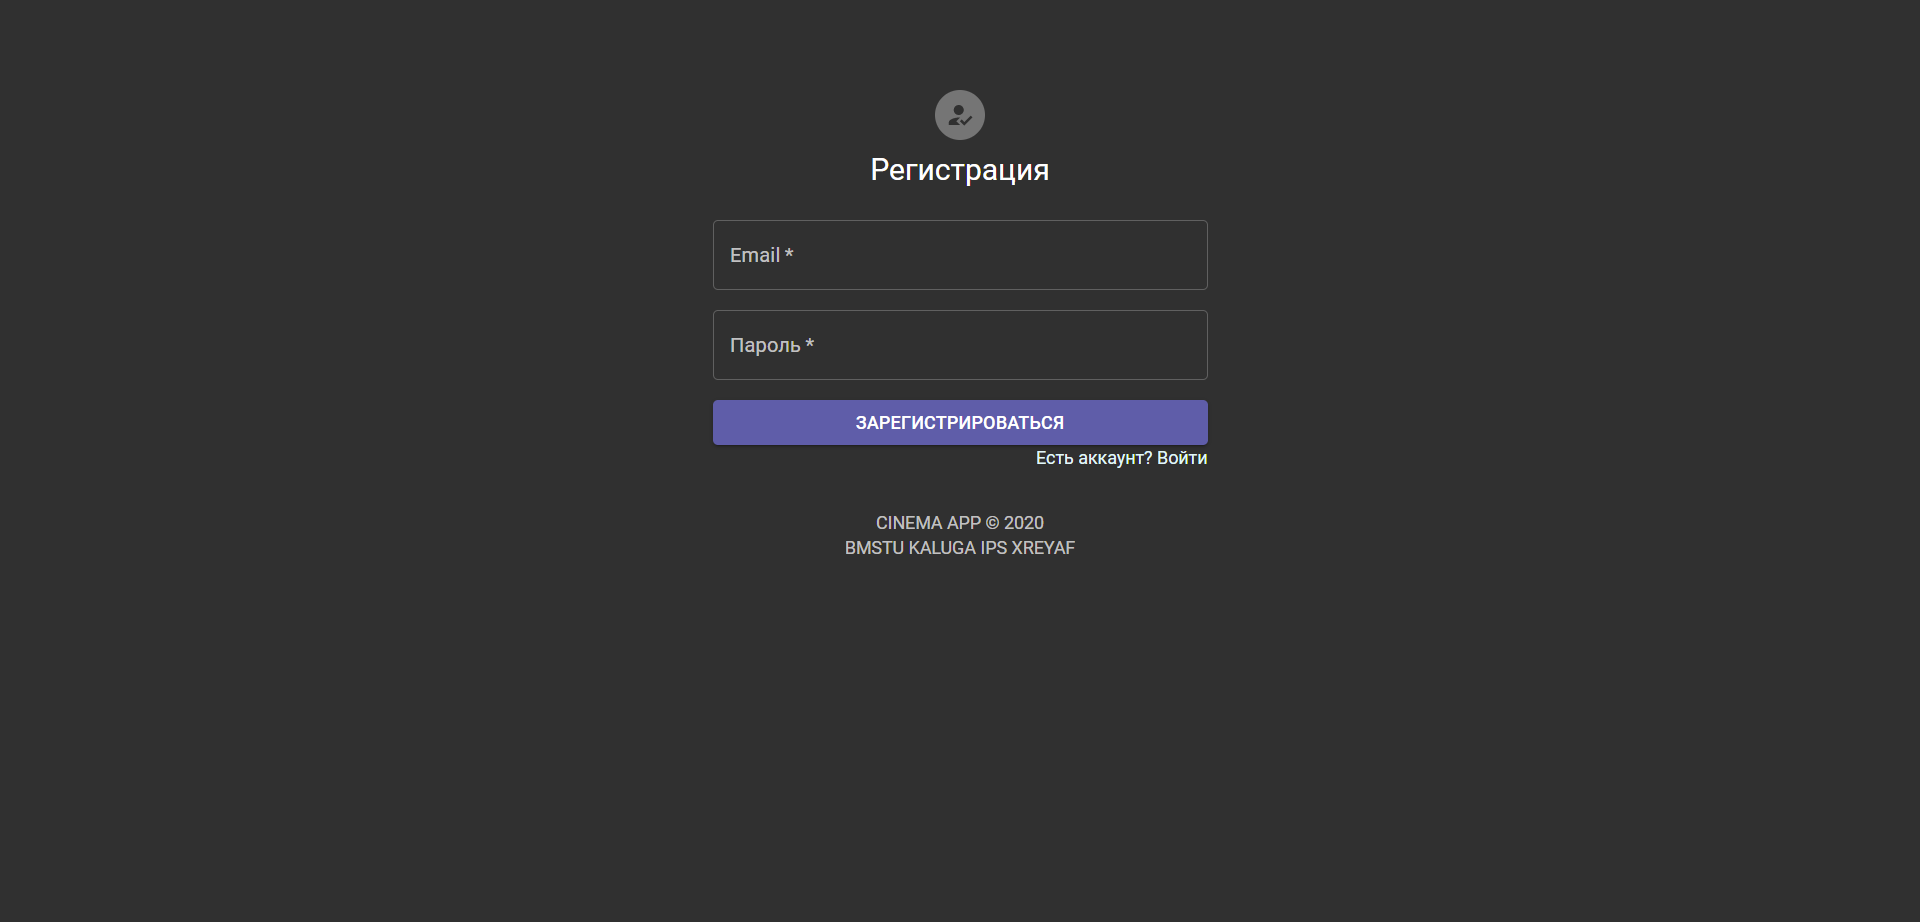 Регистрация
Email *
Пароль *
ЗАРЕГИСТРИРОВАТЬСЯ
Есть аккаунт? Войти
CINEMA APP © 2020
BMSTU KALUGA IPS XREYAF